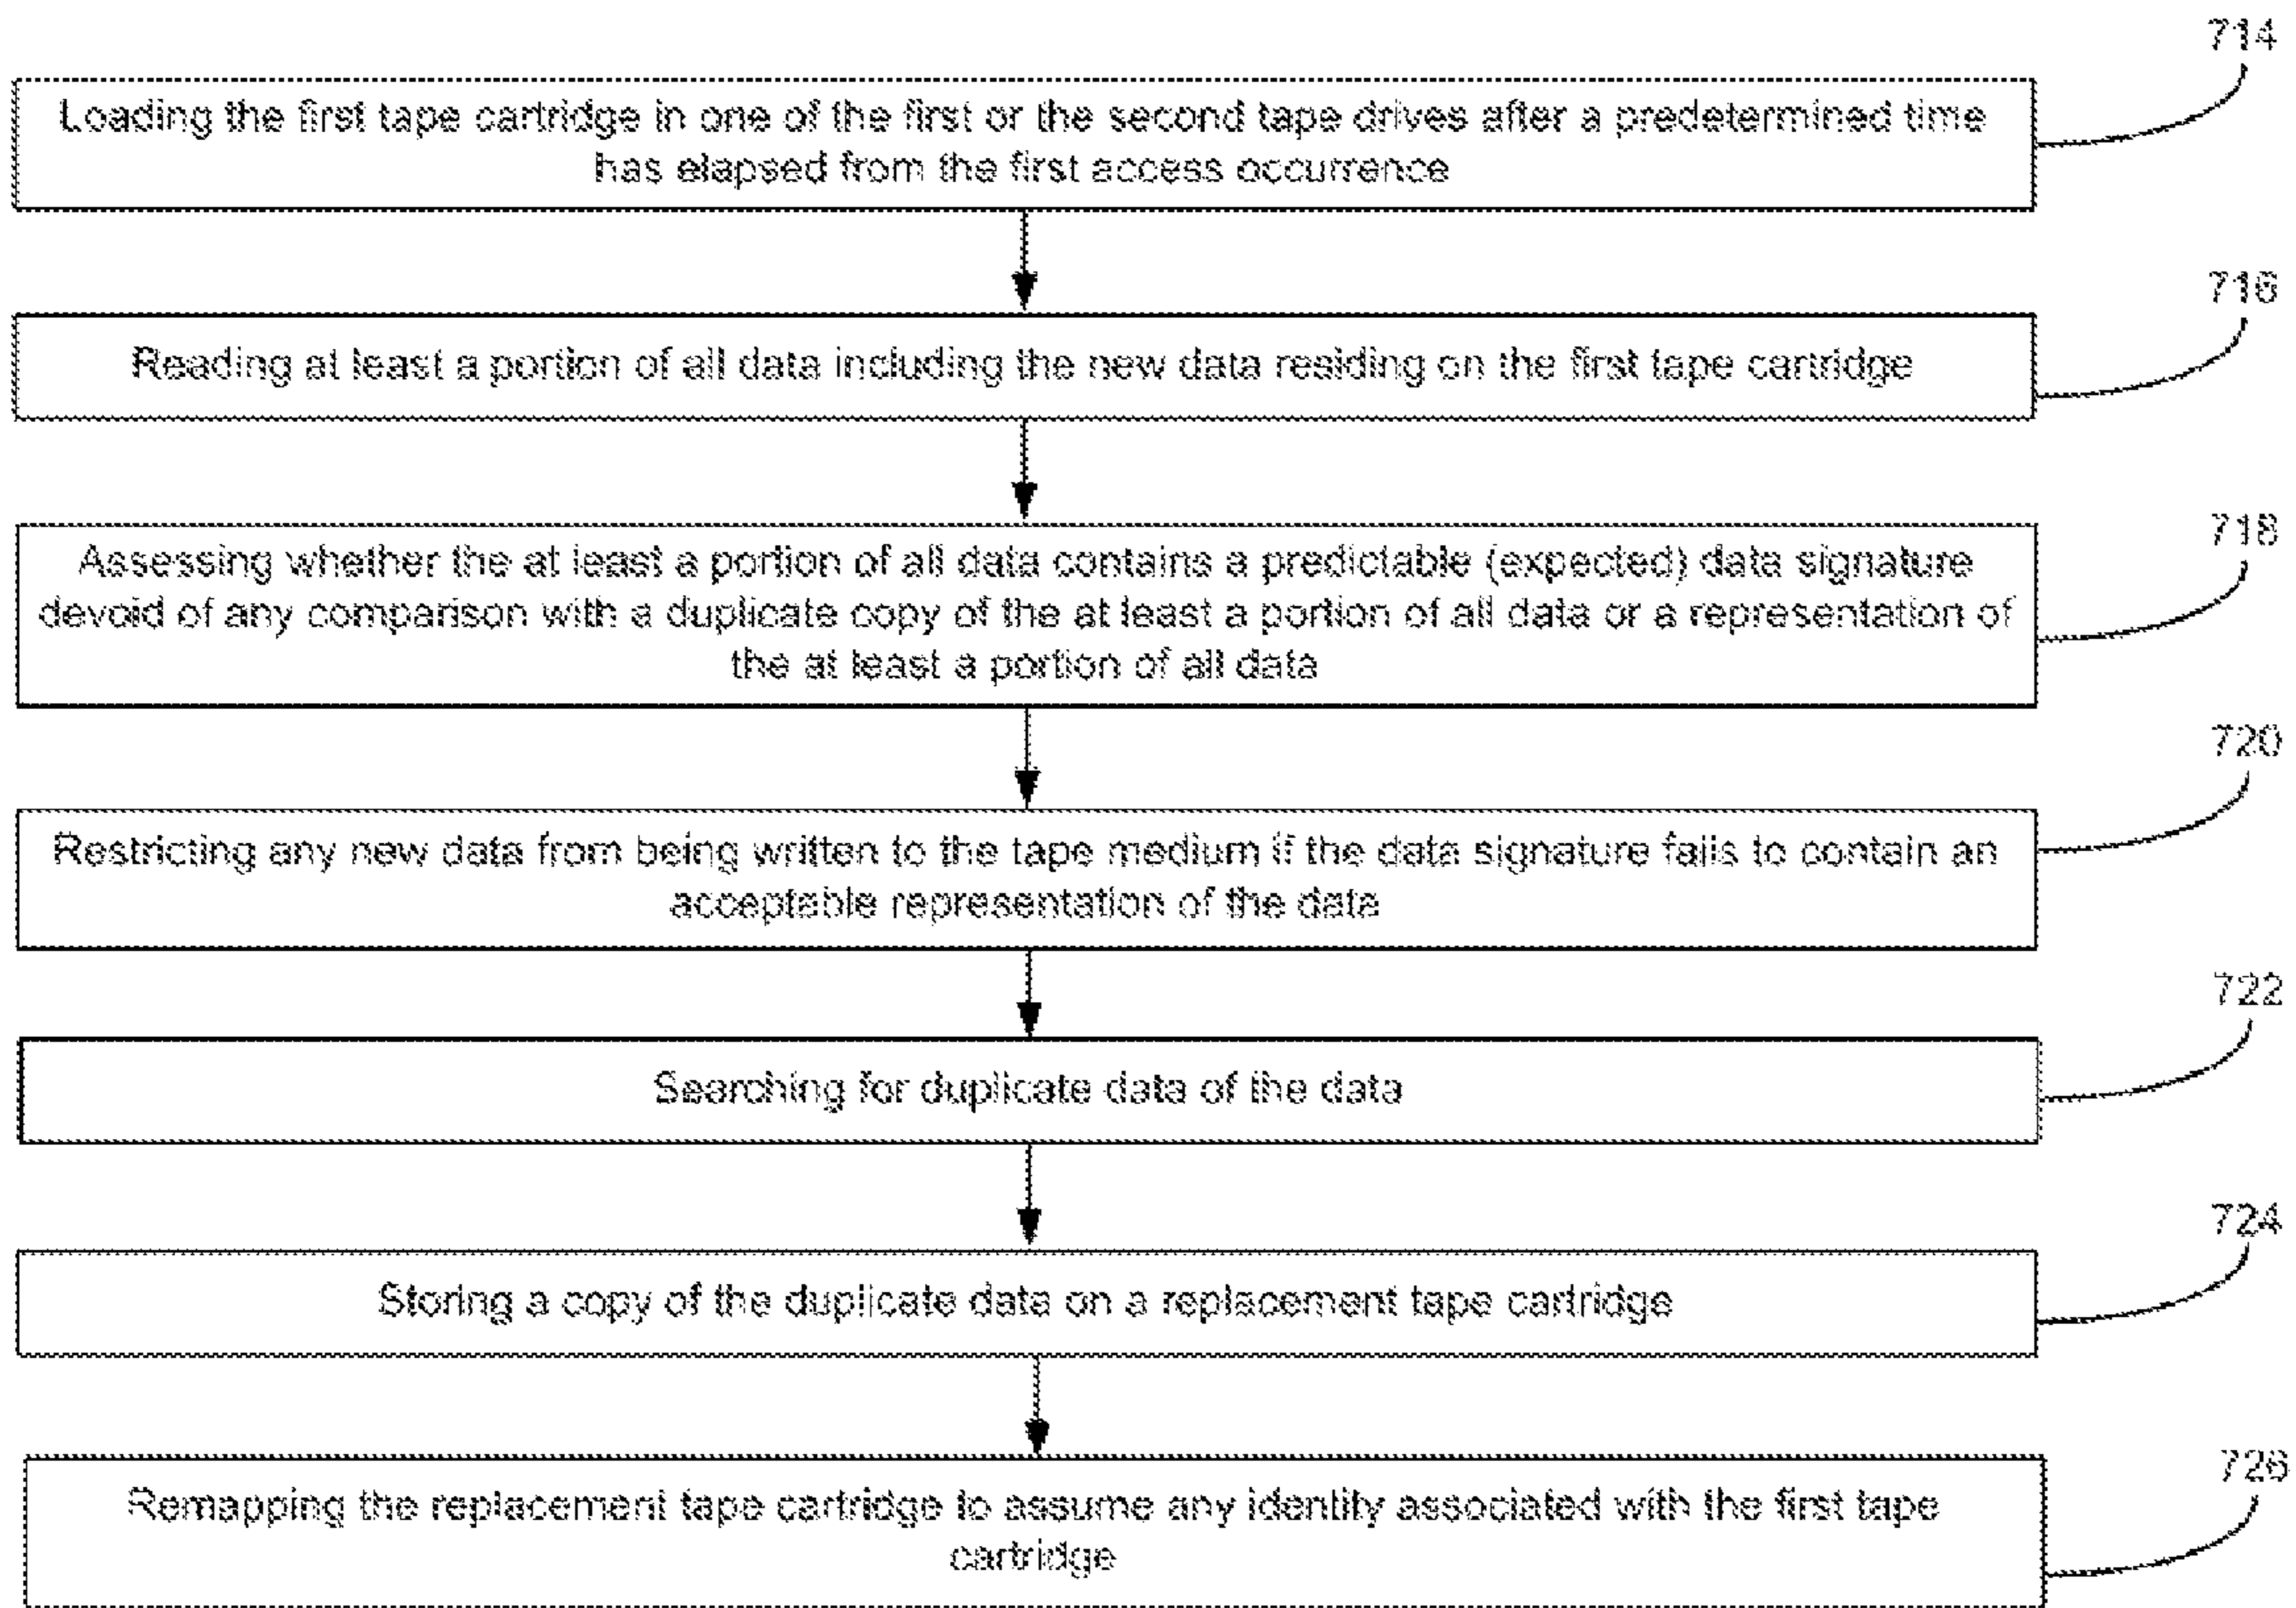 714
Loading the first tape cartridge in one of the first or the second tape drives after a predetermined time
has elapsed from the first access occurrence
716
Reading at least a portion of all data including the new data residing on the first tape cartridge
718
Assessing whether the at least a portion of all data contains a predictable (expected) data signature
devoid of any comparison with a duplicate copy of the at least a portion of all data or a representation of
the at least a portion of all data
720
Restricting any new data from being written to the tape medium if the data signature fails to contain an
acceptable representation of the data
722
Searching for duplicate data of the data
724
Storing a copy of the duplicate data on a replacement tape cartridge
726
Remapping the replacement tape cartridge to assume any identity associated with the first tape
cartridge